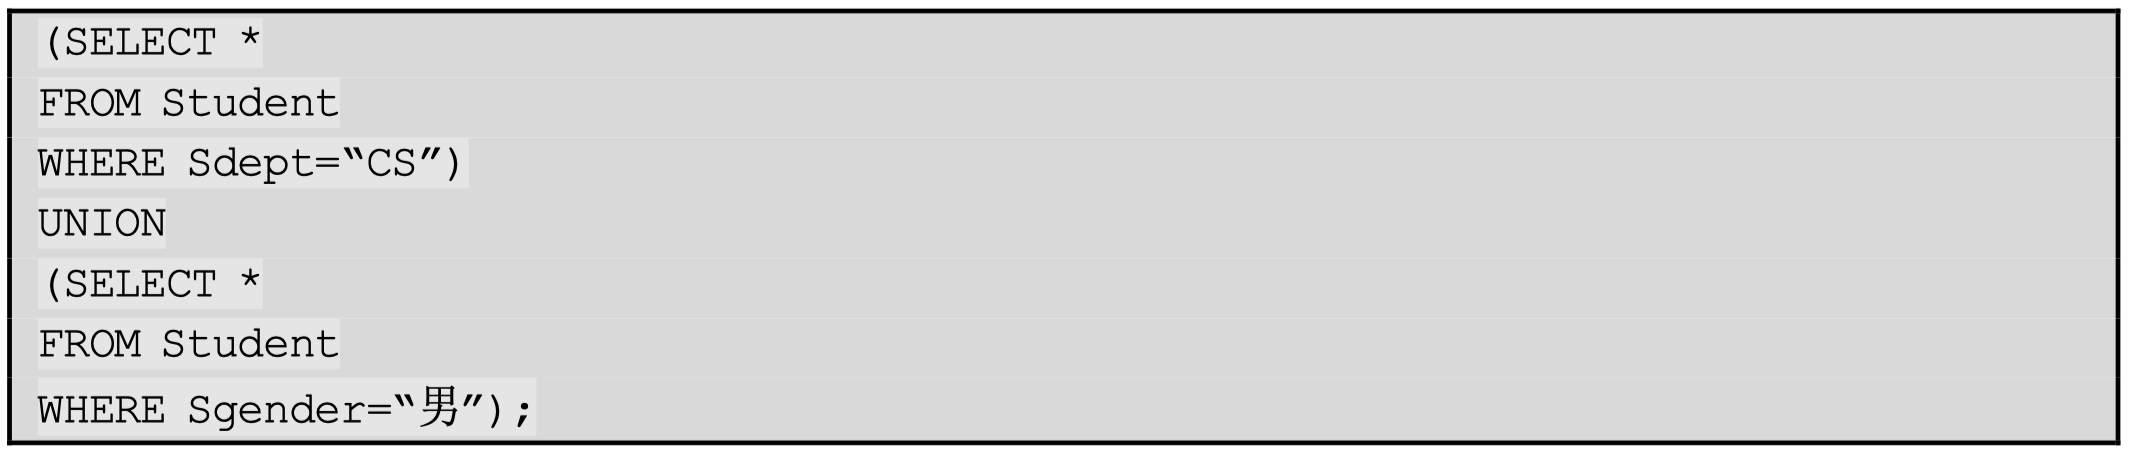 (SELECT *
FROM Student
WHERE Sdept=“CS”)
UNION
(SELECT *
FROM Student
WHERE Sgender=“男”);